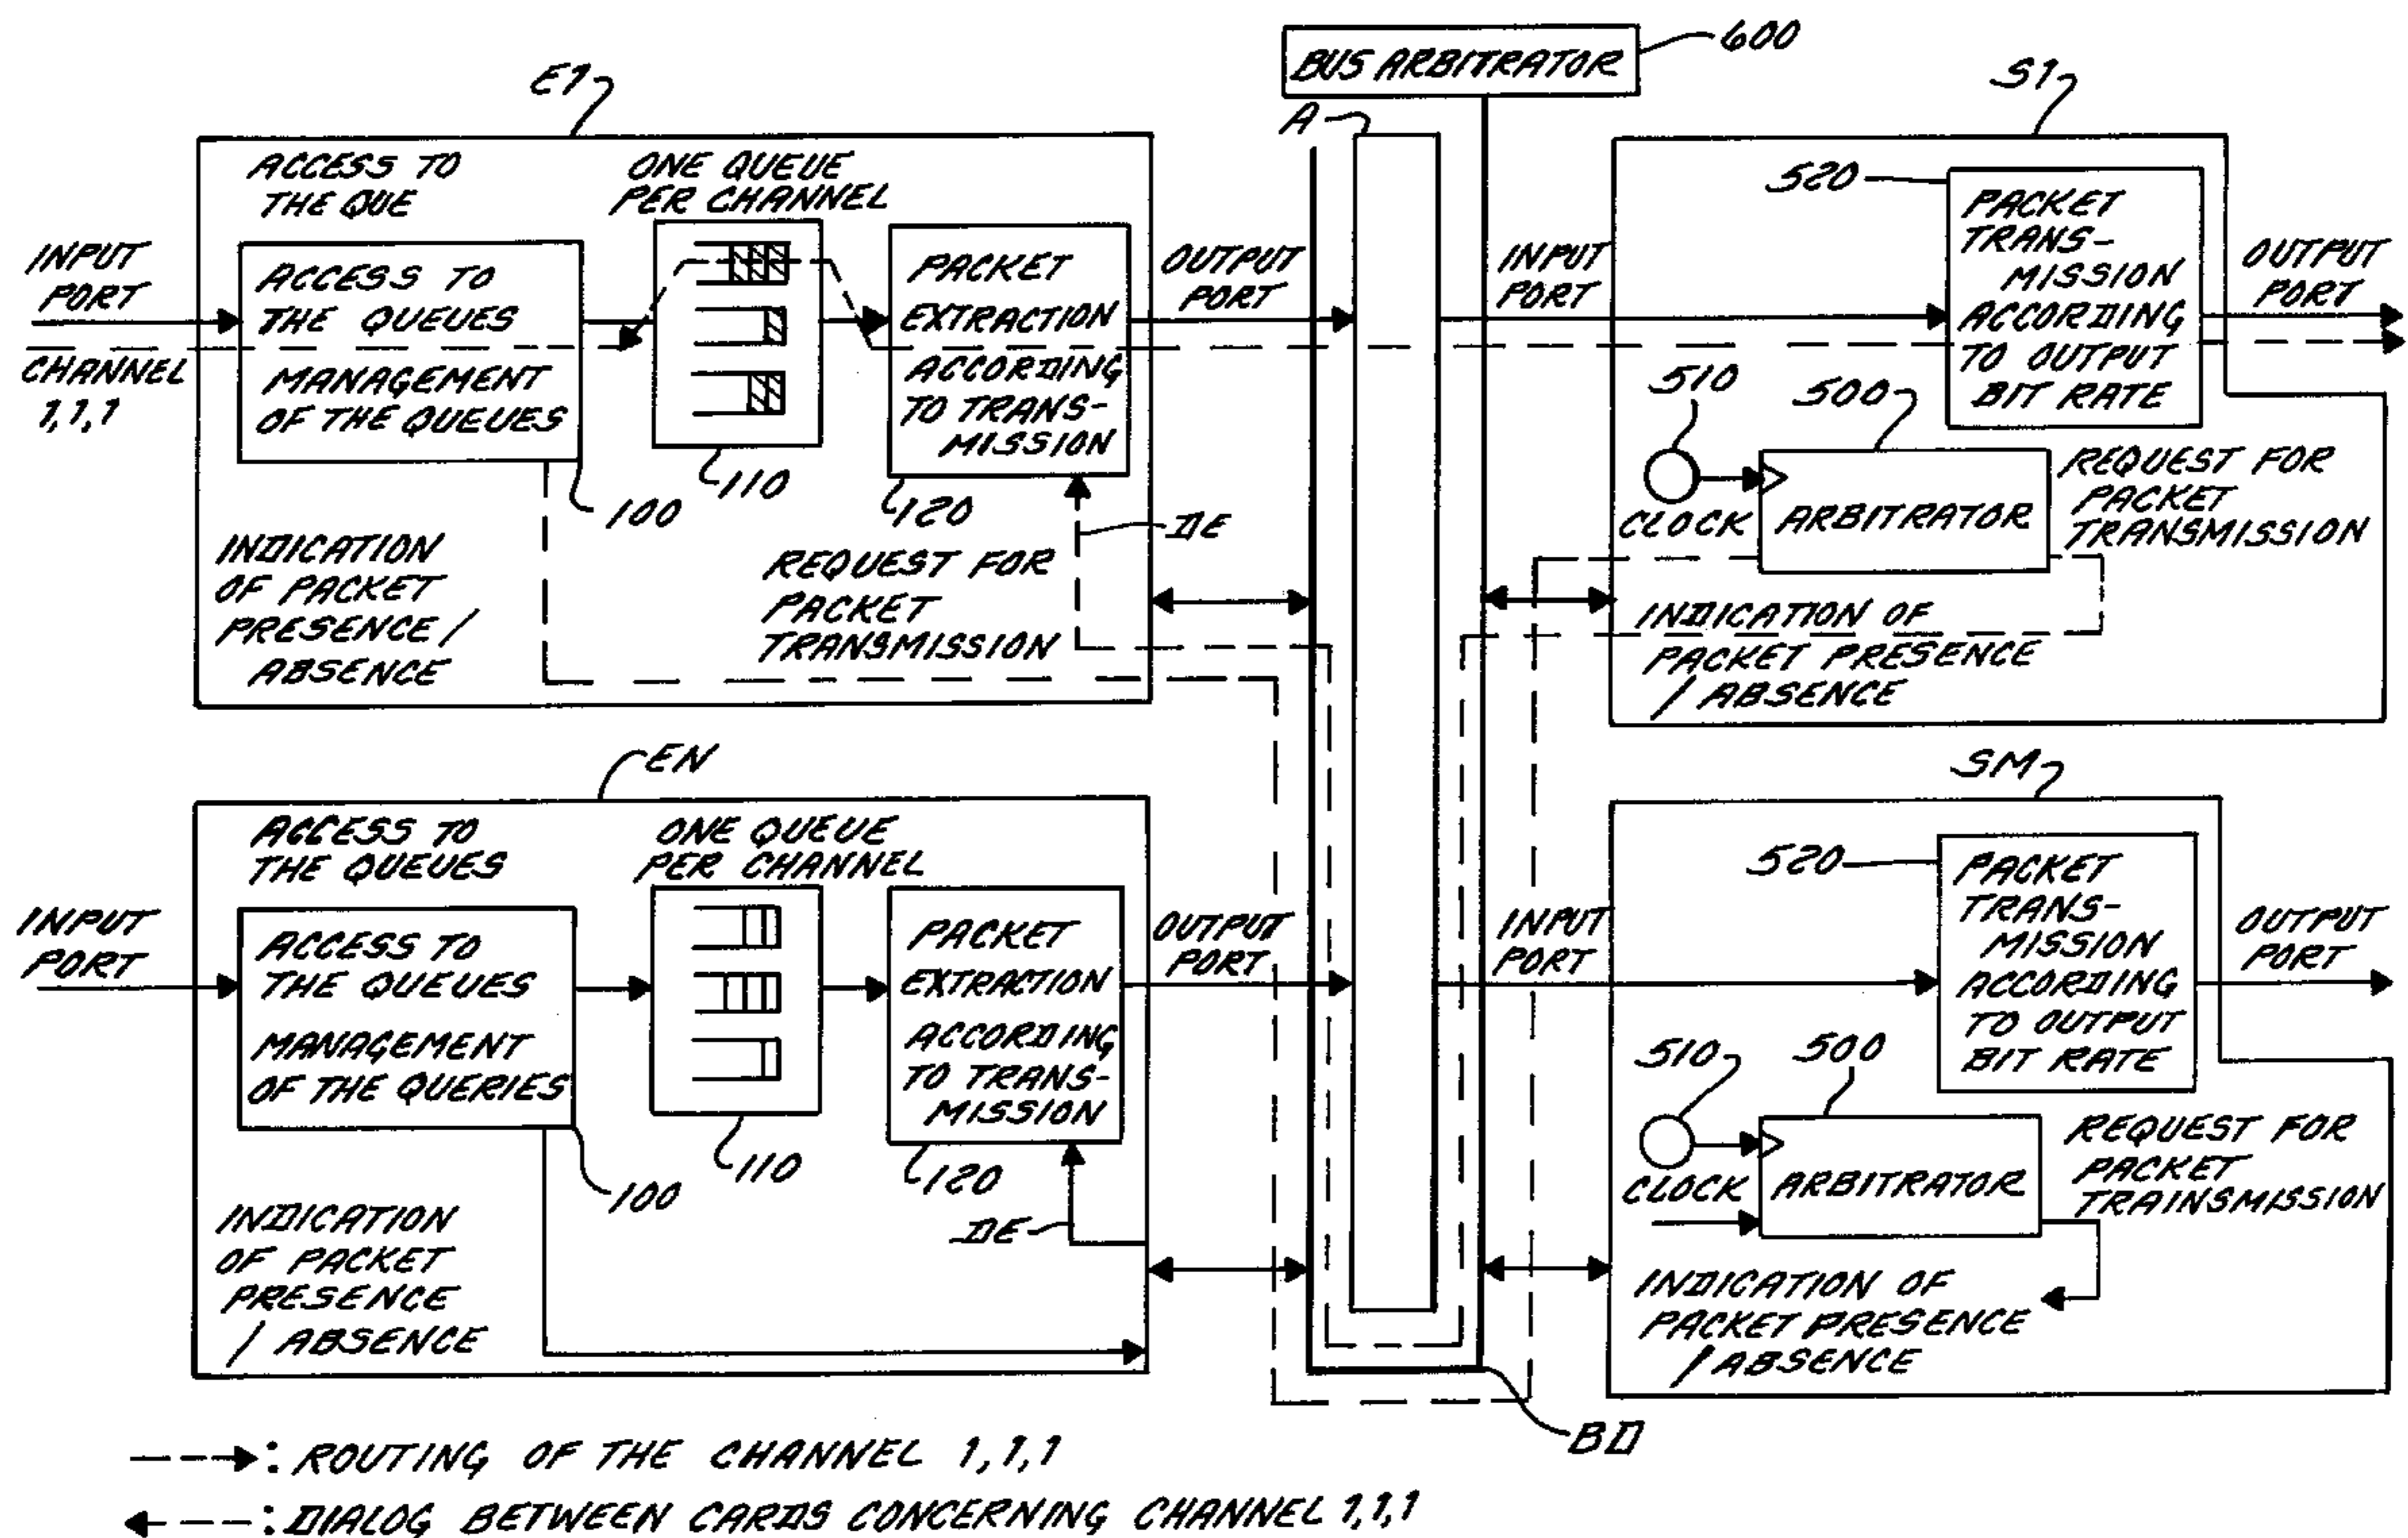 BUS ARBITRATOR
600
E1
A
S1
ACCESS TO
THE QUE
ONE QUEUE
PER CHANNEL
520
PACKET
TRANS-
MISSION
ACCORDING
TO OUTPUT
BIT RATE
INPUT
PORT
ACCESS TO
THE QUEUES
MANAGEMENT
OF THE QUEUES
PACKET
EXTRACTION
ACCORDING
TO TRANS-
MISSION
OUTPUT
PORT
INPUT
PORT
OUTPUT
PORT
CHANNEL
1,1,1
510
500
100
110
120
DE
CLOCK
ARBITRATOR
REQUEST FOR
PACKET
TRANSMISSION
INDICATION
OF PACKET
PRESENCE /
ABSENCE
REQUEST FOR
PACKET
TRANSMISSION
INDICATION OF
PACKET PRESENCE
/ ABSENCE
EN
SM
ACCESS TO
THE QUEUES
ONE QUEUE
PER CHANNEL
520
PACKET
TRANS-
MISSION
ACCORDING
TO OUTPUT
BIT RATE
INPUT
PORT
ACCESS TO
THE QUEUES
MANAGEMENT
OF THE QUERIES
PACKET
EXTRACTION
ACCORDING
TO TRANS-
MISSION
OUTPUT
PORT
INPUT
PORT
OUTPUT
PORT
510
500
100
110
120
DE
CLOCK
ARBITRATOR
REQUEST FOR
PACKET
TRAINSMISSION
INDICATION
OF PACKET
PRESENCE
/ ABSENCE
INDICATION OF
PACKET PRESENCE
/ ABSENCE
BD
: ROUTING OF THE CHANNEL 1,1,1
: DIALOG BETWEEN CARDS CONCERNING CHANNEL 1,1,1